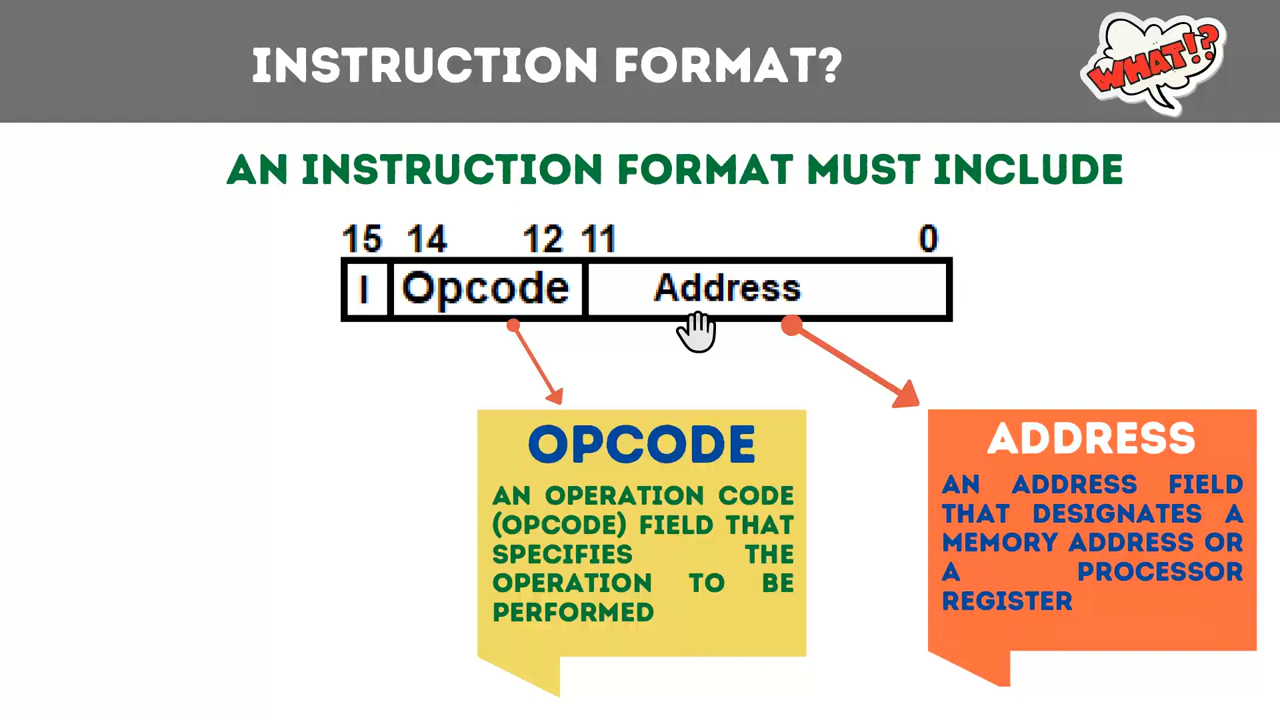 INSTRUCTION FORMAT?
WHAT!?
AN INSTRUCTION FORMAT MUST INCLUDE
15 14 12 11 0
I Opcode Address
OPCODE
AN OPERATION CODE
(OPCODE) FIELD THAT
SPECIFIES THE
OPERATION TO BE
PERFORMED
ADDRESS
AN ADDRESS FIELD
THAT DESIGNATES A
MEMORY ADDRESS OR
A PROCESSOR
REGISTER